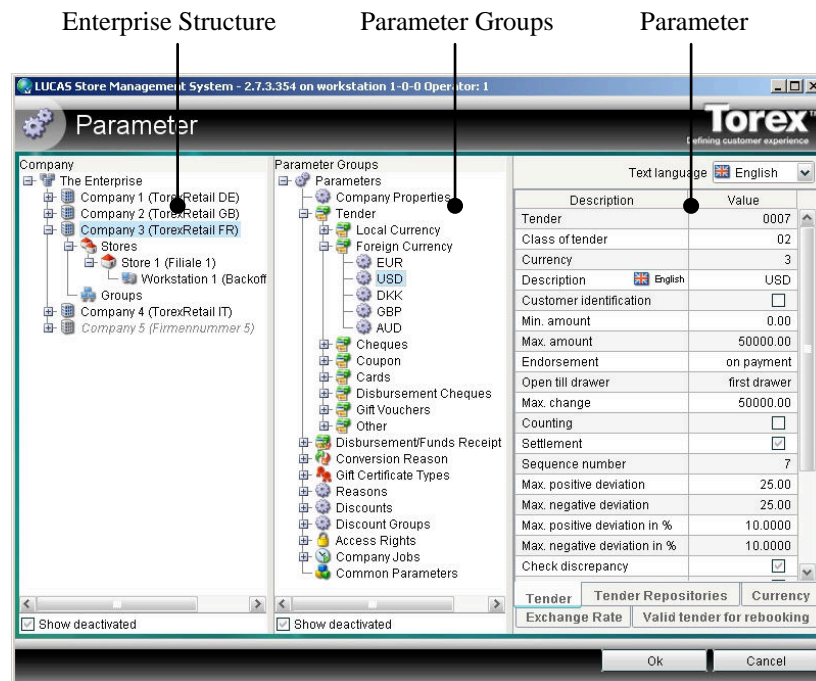 Enterprise Structure
Parameter Groups
Parameter
LUCAS Store Management System - 2.7.3.354 on workstation 1-0-0 Operator: 1
Parameter
Torex™
Defining customer experience
Company
The Enterprise
Company 1 (TorexRetail DE)
Company 2 (TorexRetail GB)
Company 3 (TorexRetail FR)
Stores
Store 1 (Filiale 1)
Workstation 1 (Backoff
Groups
Company 4 (TorexRetail IT)
Company 5 (Firmennummer 5)
Show deactivated
Parameter Groups
Parameters
Company Properties
Tender
Local Currency
Foreign Currency
EUR
USD
DKK
GBP
AUD
Cheques
Coupon
Cards
Disbursement Cheques
Gift Vouchers
Other
Disbursement/Funds Receipt
Conversion Reason
Gift Certificate Types
Reasons
Discounts
Discount Groups
Access Rights
Company Jobs
Common Parameters
Show deactivated
Text language English
Description Value
Tender 0007
Class of tender 02
Currency 3
Description English USD
Customer identification
Min. amount 0.00
Max. amount 50000.00
Endorsement on payment
Open till drawer first drawer
Max. change 50000.00
Counting
Settlement
Sequence number 7
Max. positive deviation 25.00
Max. negative deviation 25.00
Max. positive deviation in % 10.0000
Max. negative deviation in % 10.0000
Check discrepancy
Tender Tender Repositories Currency
Exchange Rate Valid tender for rebooking
Ok Cancel